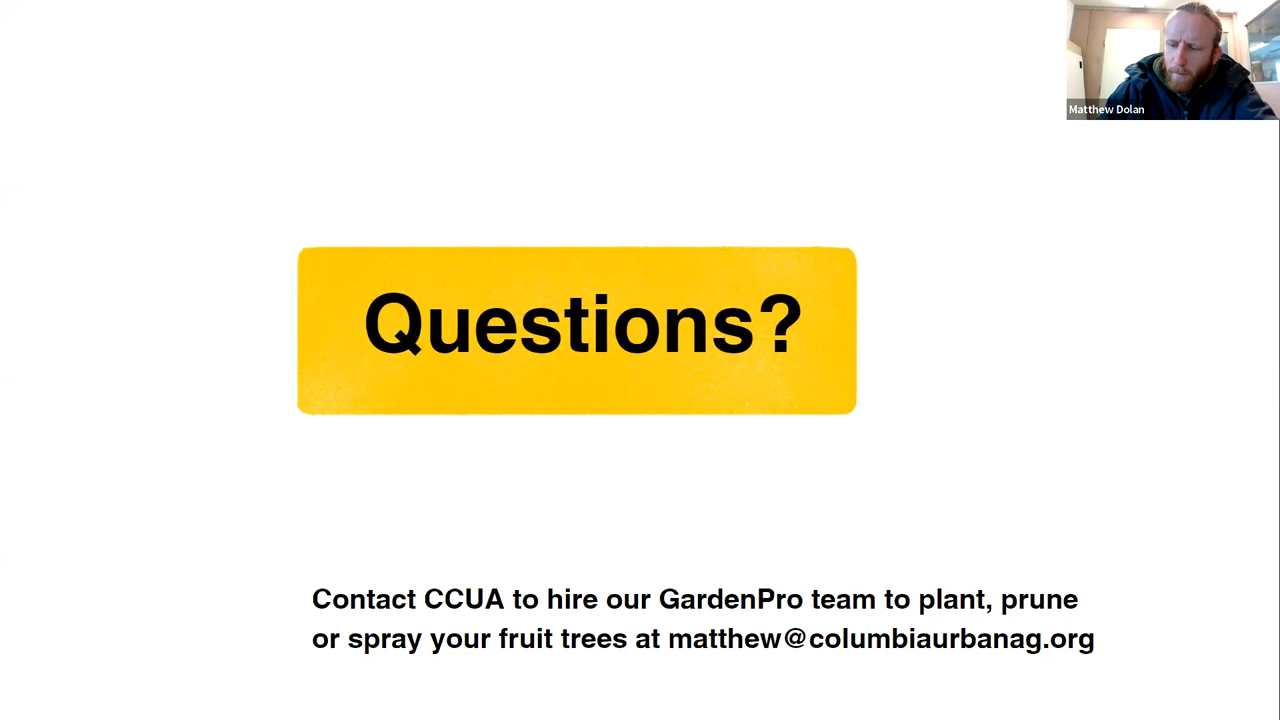 Matthew Dolan
Questions?
Contact CCUA to hire our GardenPro team to plant, prune
or spray your fruit trees at matthew@columbiaurbanag.org